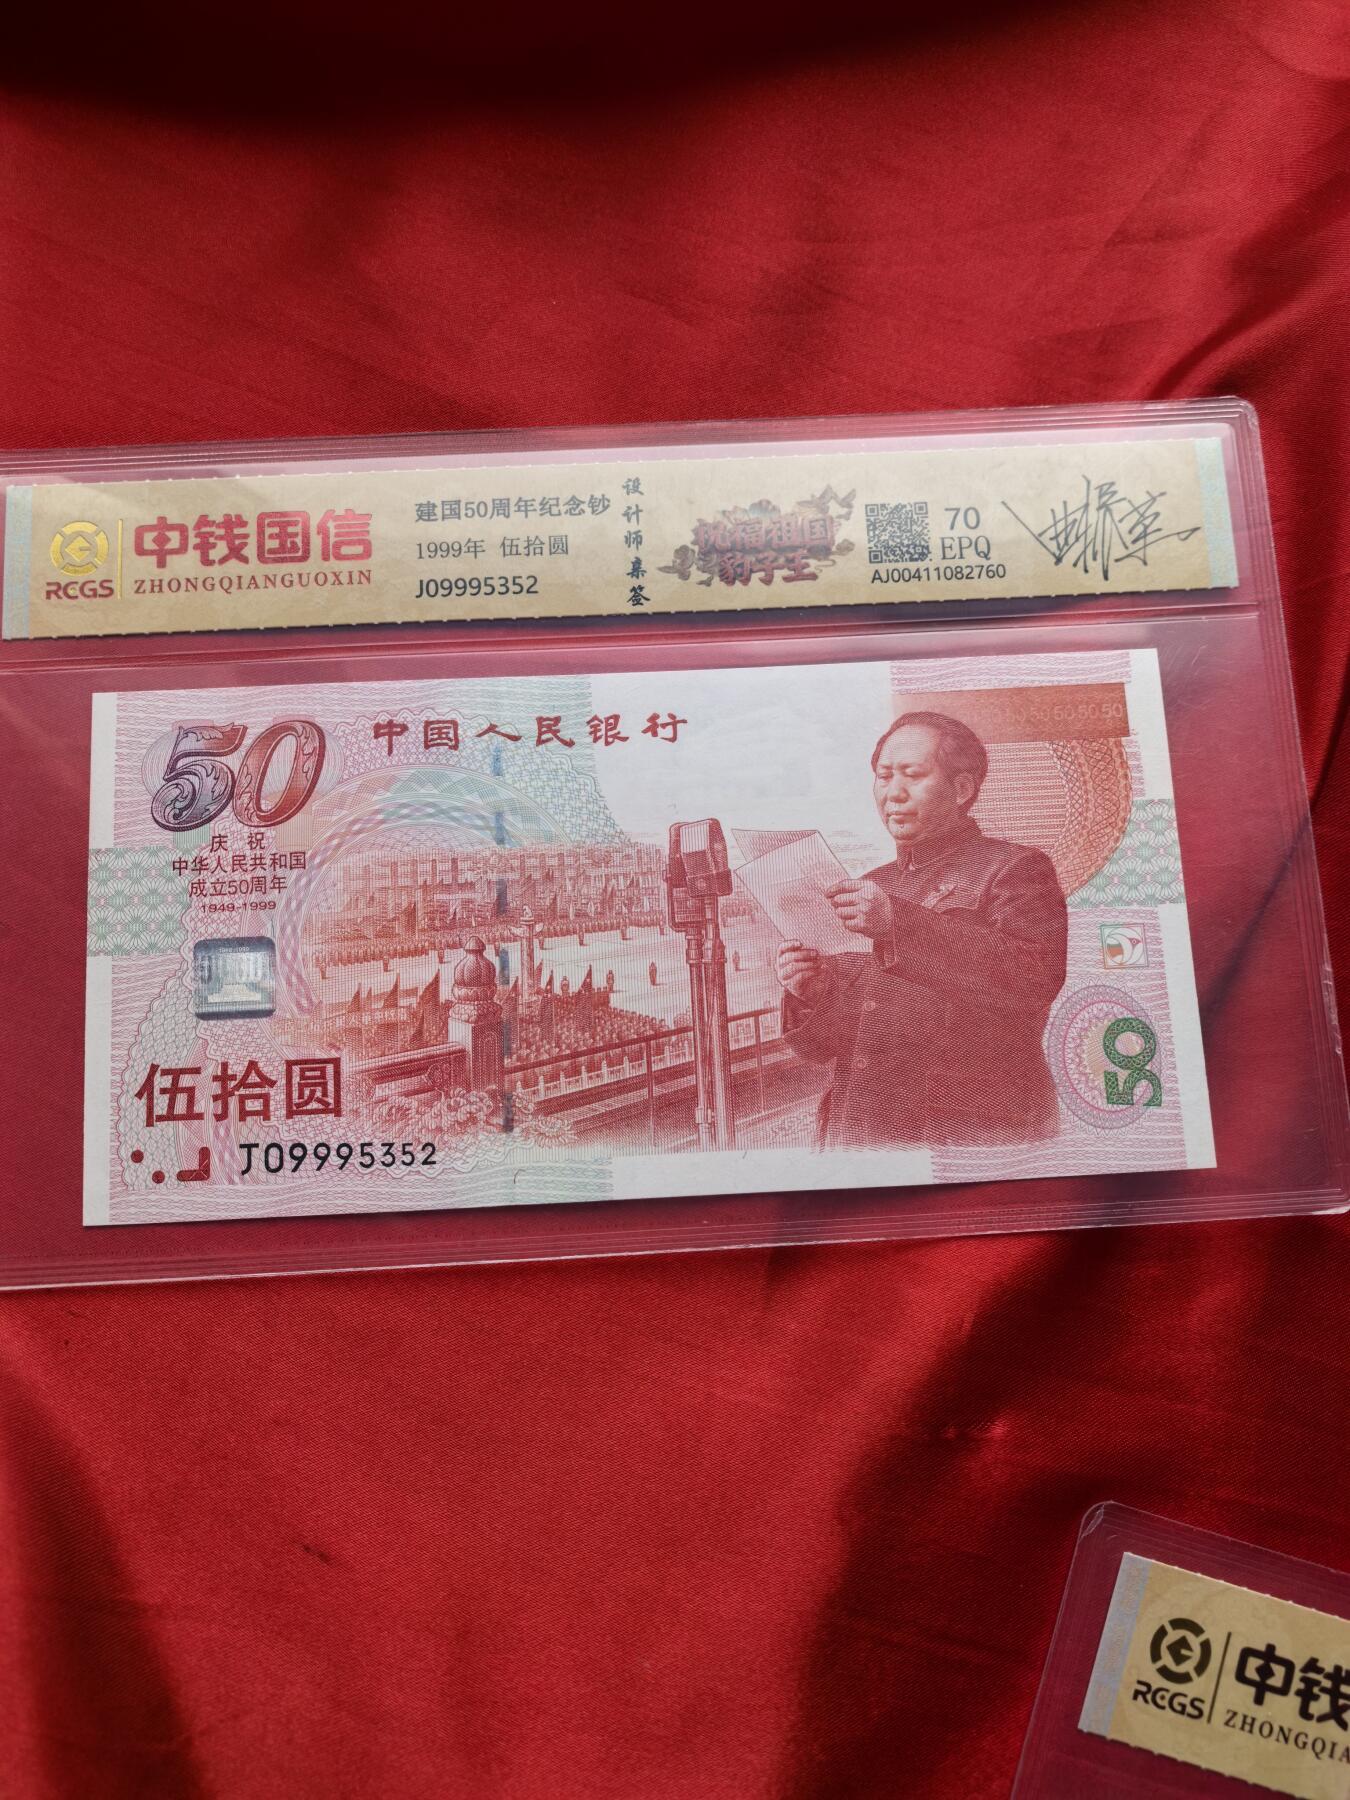 中钱国信
RCGS
ZHONGQIANGUOXIN
建国50周年纪念钞
1999年 伍拾圆
J09995352
设计师亲签
祝福祖国
豹子王
70
EPQ
AJ00411082760
50
中国人民银行
庆祝
中华人民共和国
成立50周年
1949-1999
伍拾圆
J09995352
50
50 50 50
RCGS
中钱
ZHONGQIA